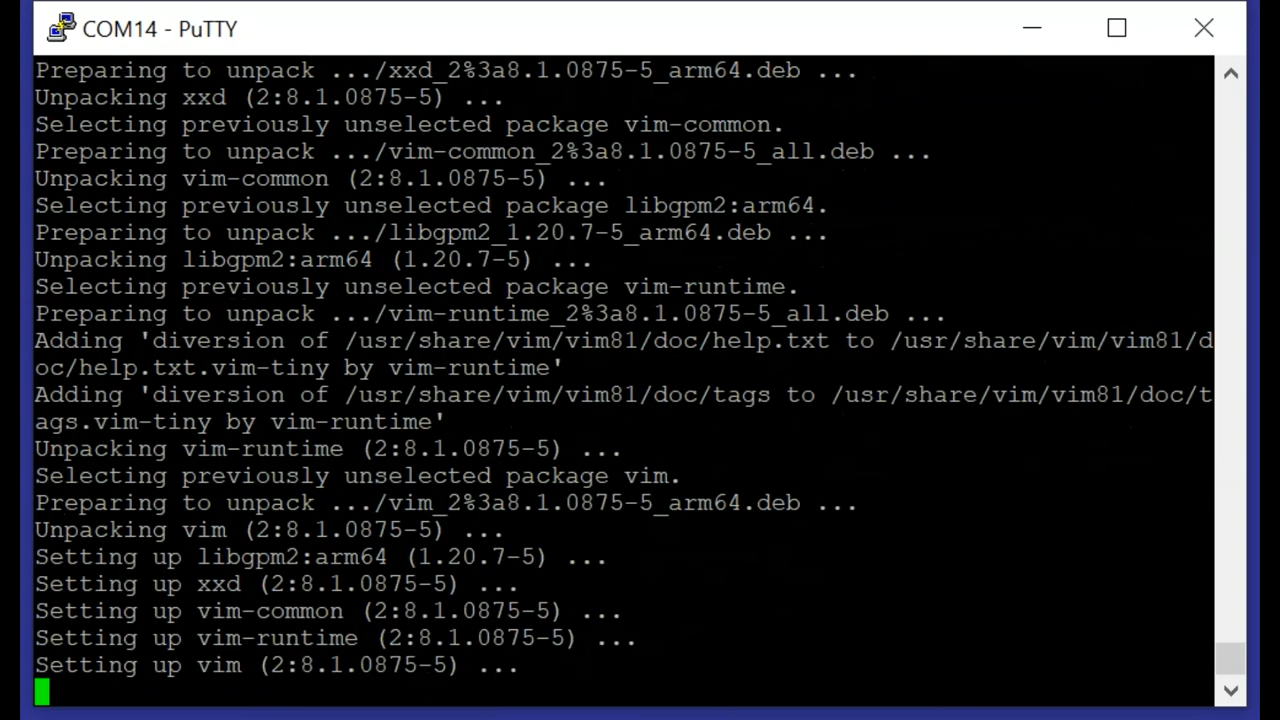 COM14 - PuTTY
Preparing to unpack .../xxd_2%3a8.1.0875-5_arm64.deb ...
Unpacking xxd (2:8.1.0875-5) ...
Selecting previously unselected package vim-common.
Preparing to unpack .../vim-common_2%3a8.1.0875-5_all.deb ...
Unpacking vim-common (2:8.1.0875-5) ...
Selecting previously unselected package libgpm2:arm64.
Preparing to unpack .../libgpm2_1.20.7-5_arm64.deb ...
Unpacking libgpm2:arm64 (1.20.7-5) ...
Selecting previously unselected package vim-runtime.
Preparing to unpack .../vim-runtime_2%3a8.1.0875-5_all.deb ...
Adding 'diversion of /usr/share/vim/vim81/doc/help.txt to /usr/share/vim/vim81/d
oc/help.txt.vim-tiny by vim-runtime'
Adding 'diversion of /usr/share/vim/vim81/doc/tags to /usr/share/vim/vim81/doc/t
ags.vim-tiny by vim-runtime'
Unpacking vim-runtime (2:8.1.0875-5) ...
Selecting previously unselected package vim.
Preparing to unpack .../vim_2%3a8.1.0875-5_arm64.deb ...
Unpacking vim (2:8.1.0875-5) ...
Setting up libgpm2:arm64 (1.20.7-5) ...
Setting up xxd (2:8.1.0875-5) ...
Setting up vim-common (2:8.1.0875-5) ...
Setting up vim-runtime (2:8.1.0875-5) ...
Setting up vim (2:8.1.0875-5) ...